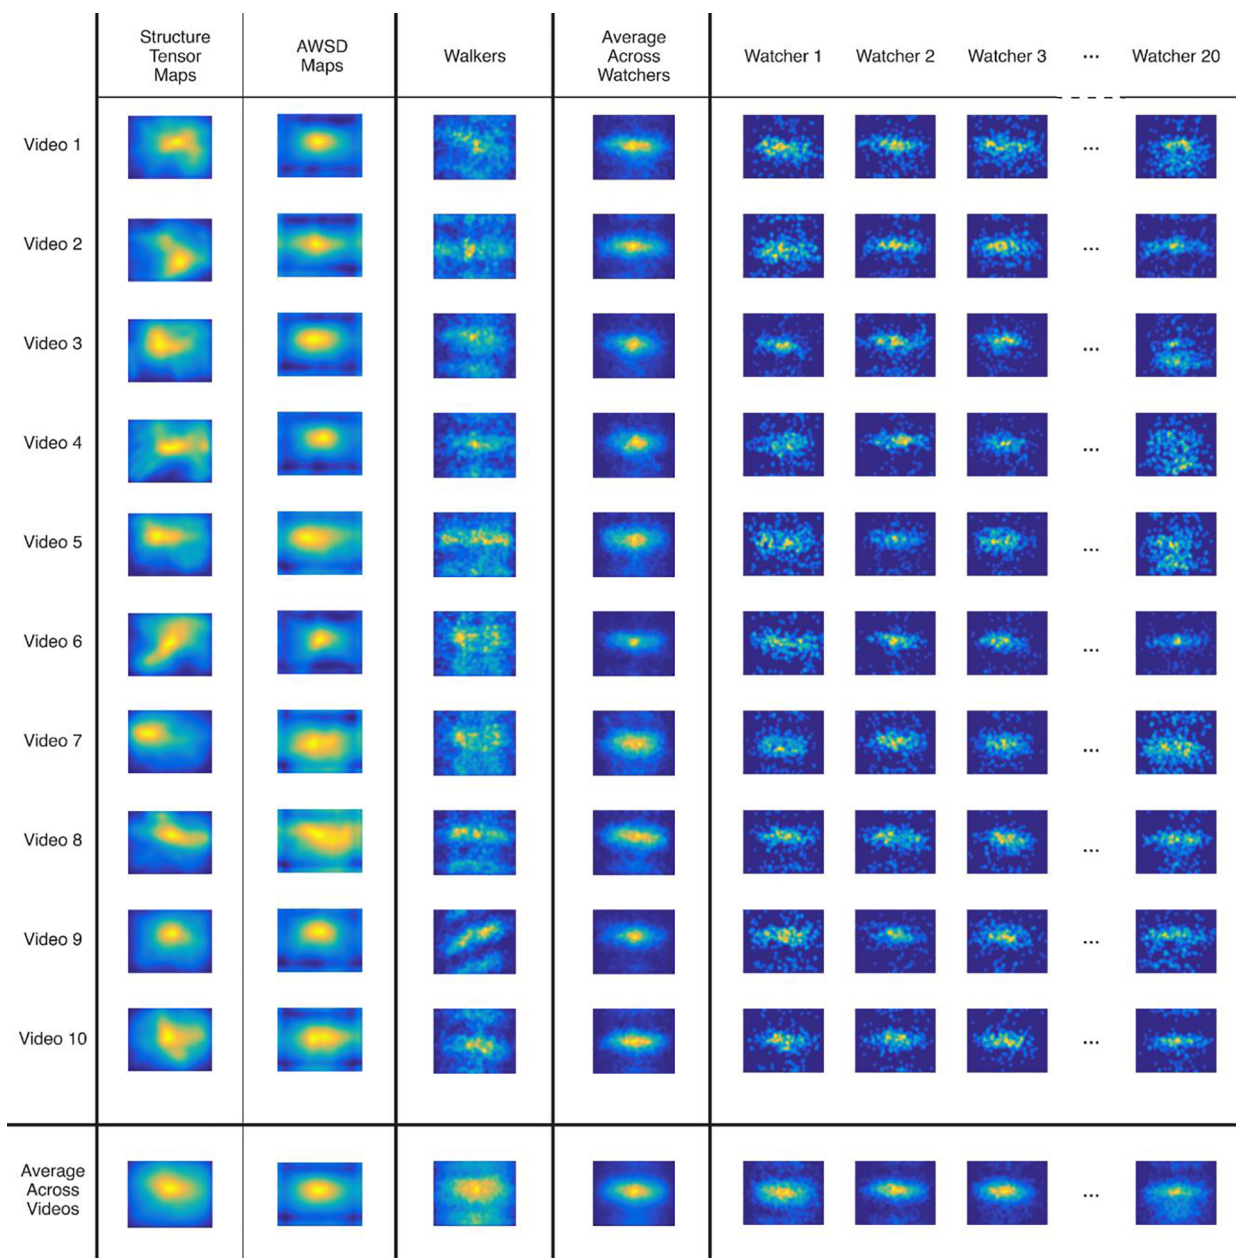 Structure
Tensor
Maps
AWSD
Maps
Walkers
Average
Across
Watchers
Watcher 1
Watcher 2
Watcher 3
...
Watcher 20
Video 1
...
Video 2
...
Video 3
...
Video 4
...
Video 5
...
Video 6
...
Video 7
...
Video 8
...
Video 9
...
Video 10
...
Average
Across
Videos
...